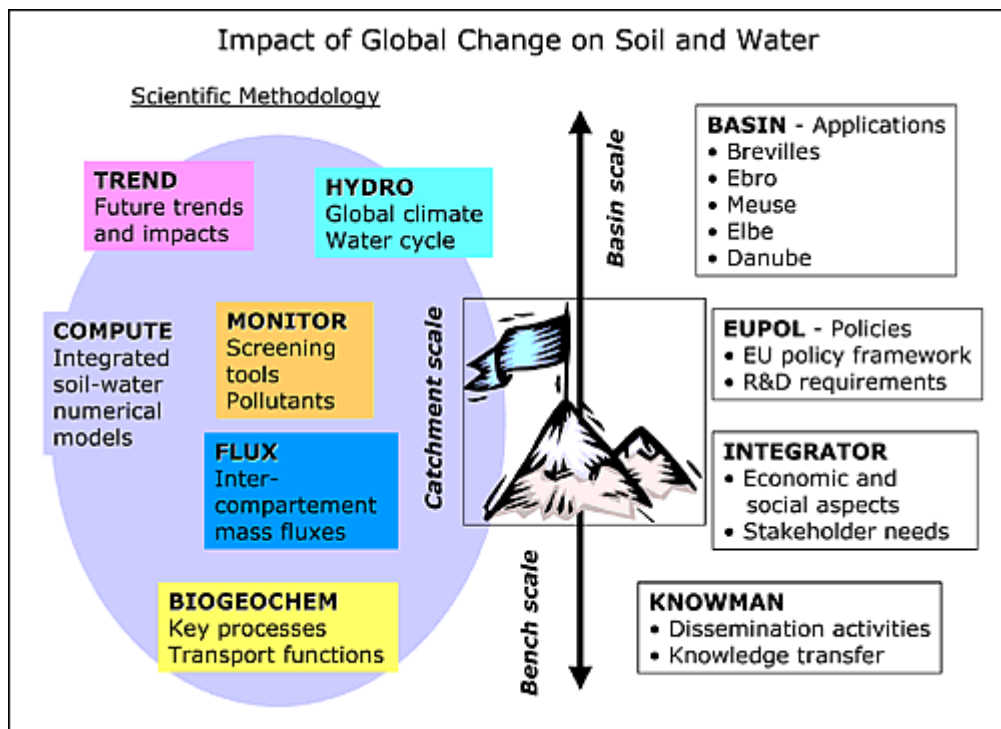 Impact of Global Change on Soil and Water
Scientific Methodology
TREND
Future trends
and impacts
HYDRO
Global climate
Water cycle
COMPUTE
Integrated
soil-water
numerical
models
MONITOR
Screening
tools
Pollutants
FLUX
Inter-
compartement
mass fluxes
BIOGEOCHEM
Key processes
Transport functions
Basin scale
Catchment scale
Bench scale
BASIN - Applications
• Brevilles
• Ebro
• Meuse
• Elbe
• Danube
EUPOL - Policies
• EU policy framework
• R&D requirements
INTEGRATOR
• Economic and
social aspects
• Stakeholder needs
KNOWMAN
• Dissemination activities
• Knowledge transfer